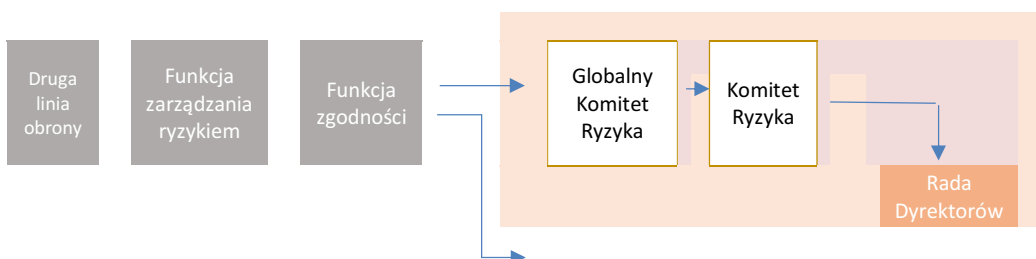 Druga
linia
obrony
Funkcja
zarządzania
ryzykiem
Funkcja
zgodności
Globalny
Komitet
Ryzyka
Komitet
Ryzyka
Rada
Dyrektorów